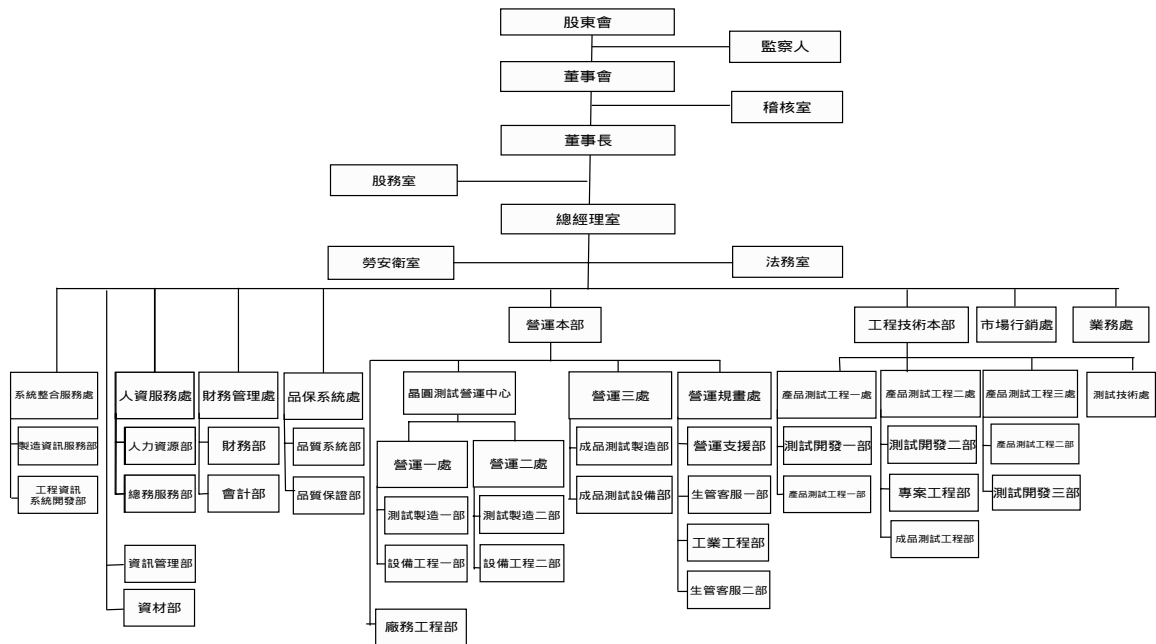 股東會
監察人
董事會
稽核室
董事長
股務室
總經理室
勞安衛室
法務室
營運本部
工程技術本部
市場行銷處
業務處
系統整合服務處
人資服務處
財務管理處
品保系統處
晶圓測試營運中心
營運三處
營運規畫處
產品測試工程一處
產品測試工程二處
產品測試工程三處
測試技術處
製造資訊服務部
人力資源部
財務部
品質系統部
營運一處
營運二處
成品測試製造部
營運支援部
測試開發一部
測試開發二部
產品測試工程二部
工程資訊
系統開發部
總務服務部
會計部
品質保證部
成品測試設備部
生管客服一部
產品測試工程一部
專案工程部
測試開發三部
測試製造一部
測試製造二部
工業工程部
成品測試工程部
資訊管理部
設備工程一部
設備工程二部
生管客服二部
資材部
廠務工程部